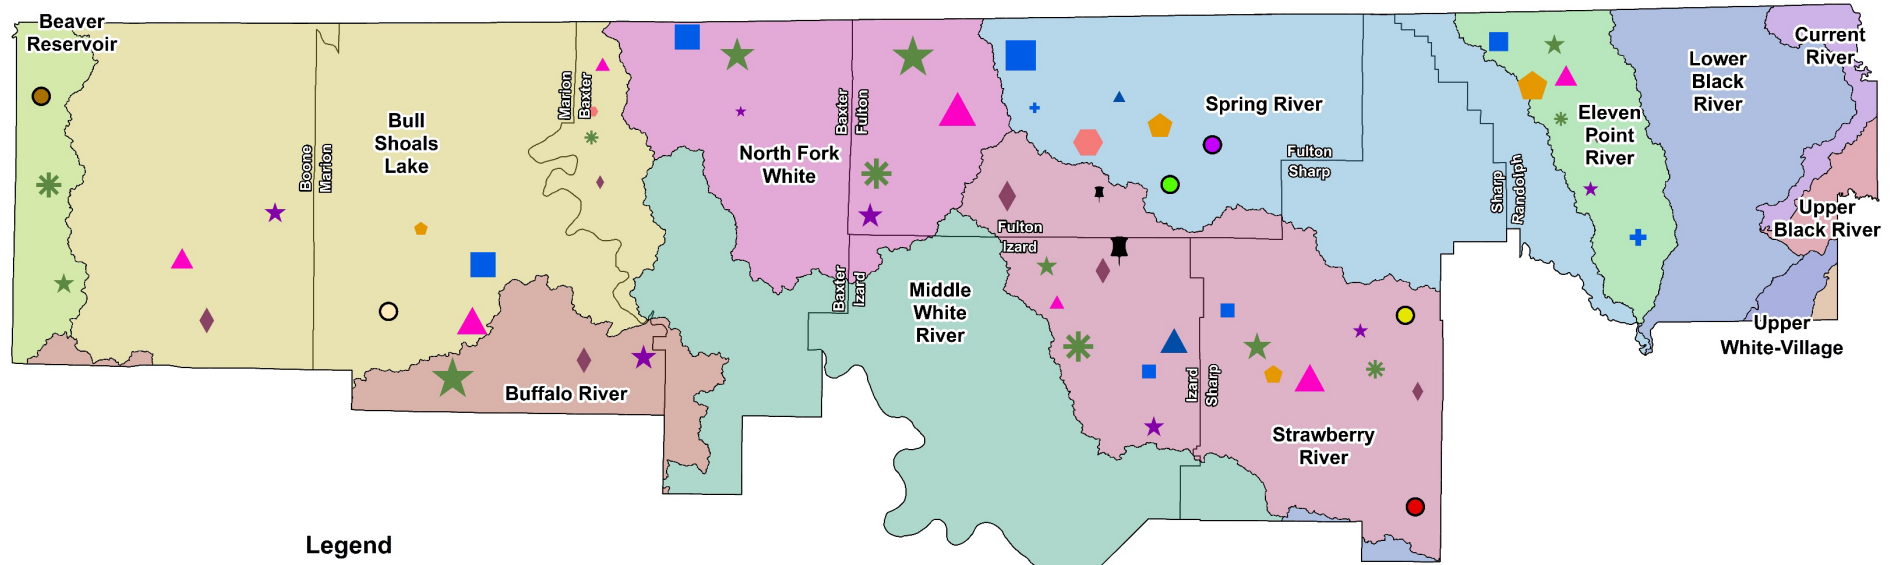 Beaver
Reservoir
Boone
Marion
Bull
Shoals
Lake
Marion
Baxter
Buffalo River
North Fork
White
Baxter
Fulton
Baxter
Izard
Middle
White
River
Fulton
Izard
Spring River
Fulton
Sharp
Izard
Sharp
Strawberry
River
Sharp
Randolph
Eleven
Point
River
Lower
Black
River
Current
River
Upper
Black River
Upper
White-Village
Legend